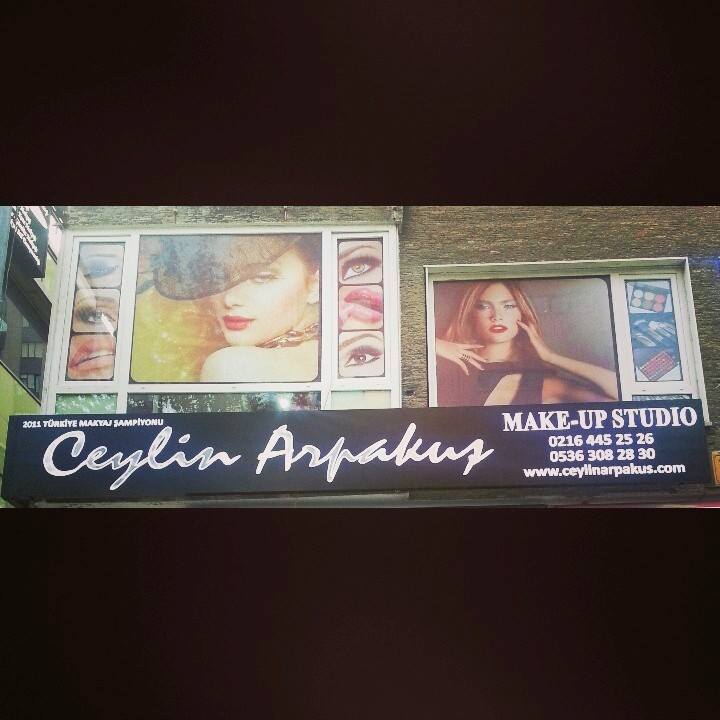 2011 TÜRKİYE MAKYAJ ŞAMPİYONU
Ceylin Arpakuş
MAKE-UP STUDIO
0216 445 25 26
0536 308 28 30
www.ceylinarpakus.com